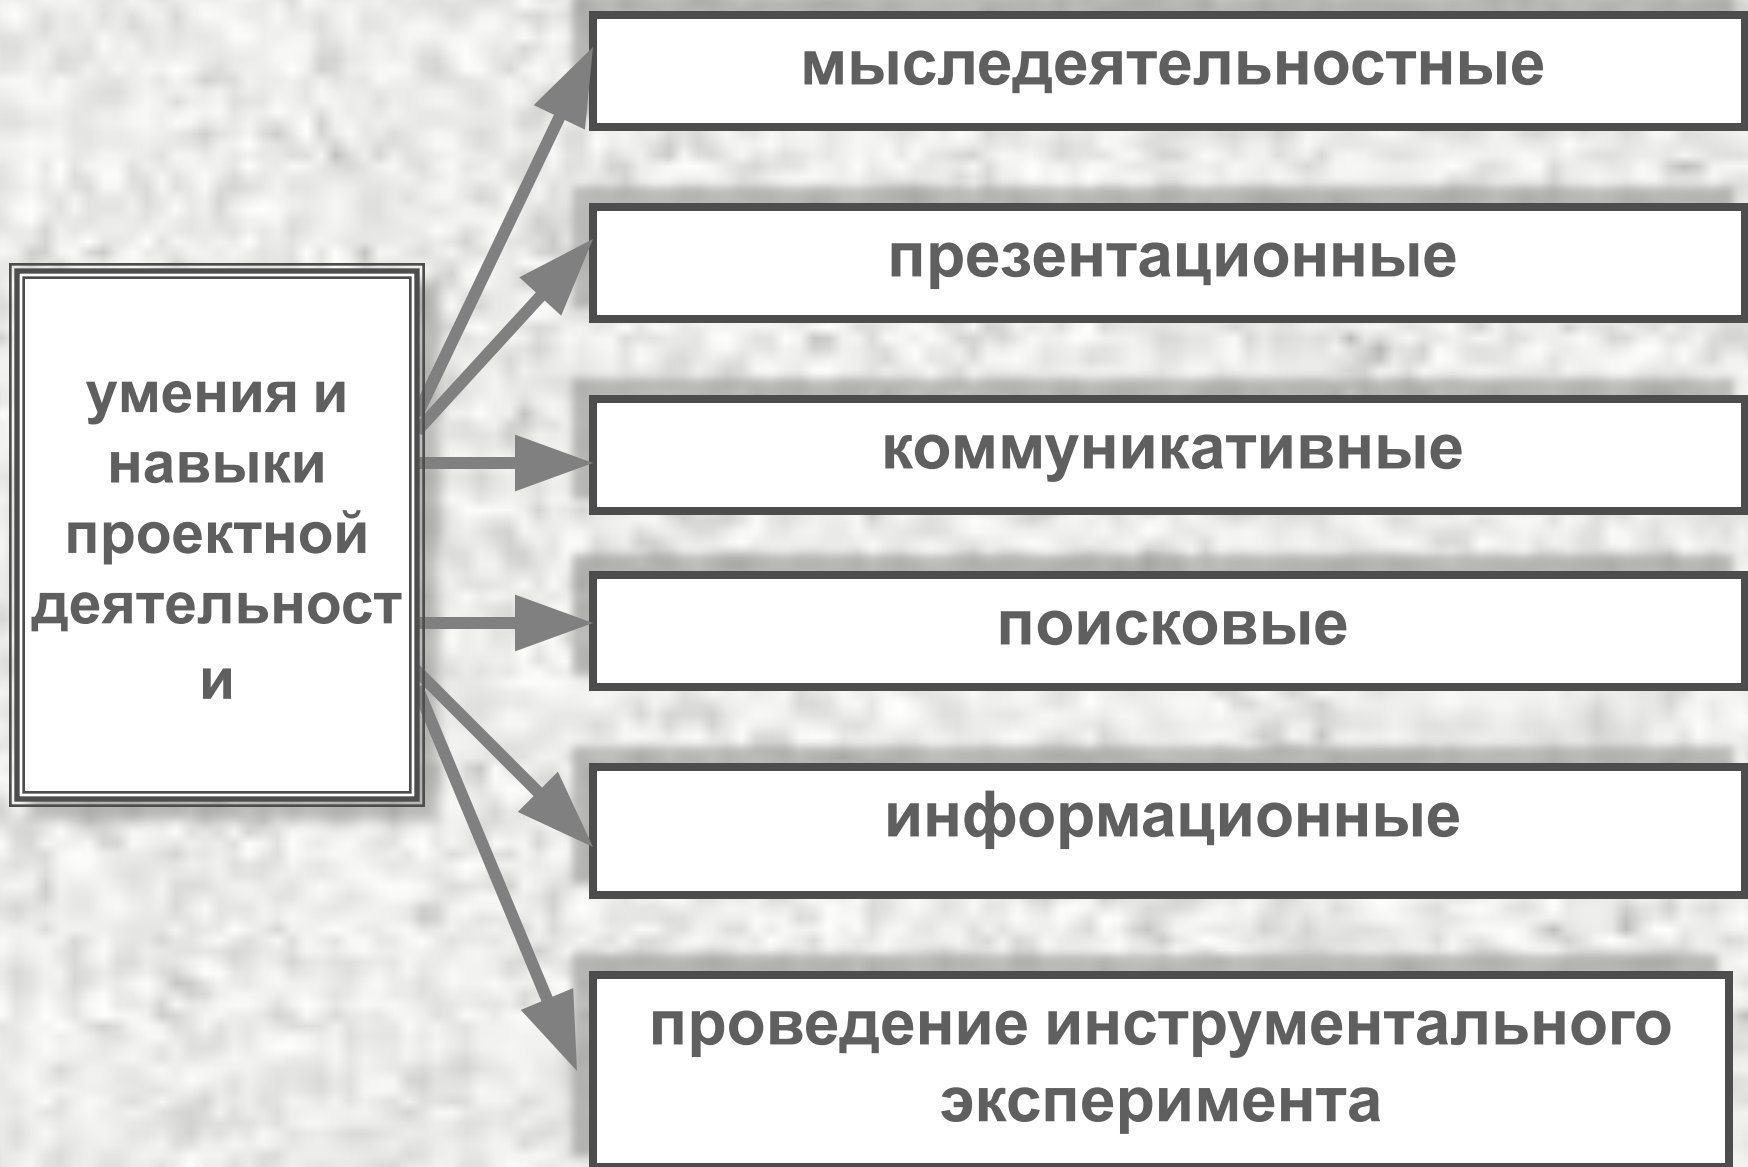 умения и
навыки
проектной
деятельност
и
мыследеятельностные
презентационные
коммуникативные
поисковые
информационные
проведение инструментального
эксперимента